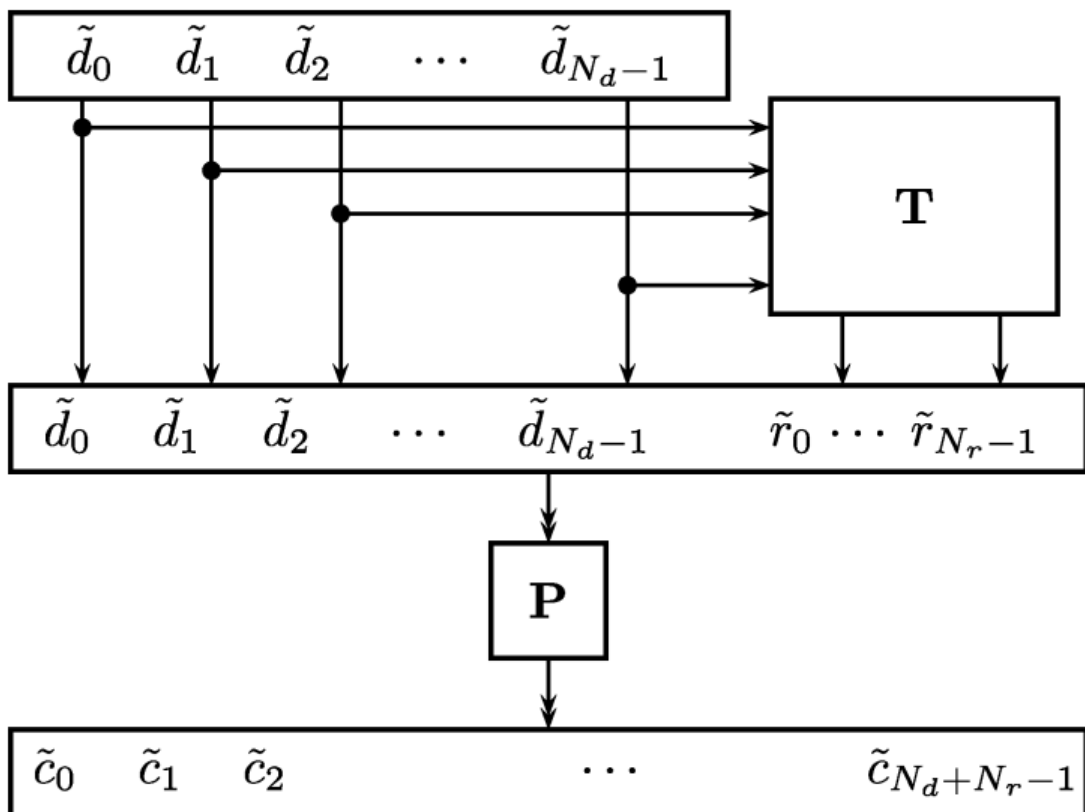 d̃₀ d̃₁ d̃₂ ⋯ d̃_{N_d−1}
T
d̃₀ d̃₁ d̃₂ ⋯ d̃_{N_d−1} r̃₀ ⋯ r̃_{N_r−1}
P
c̃₀ c̃₁ c̃₂ ⋯ c̃_{N_d+N_r−1}